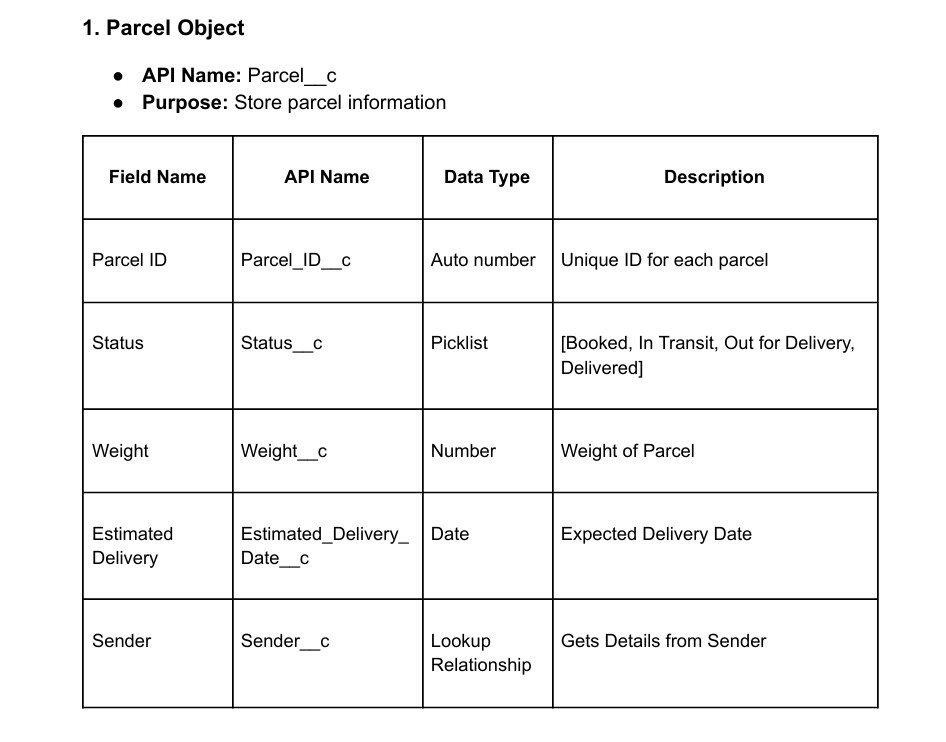 1. Parcel Object
● API Name: Parcel__c
● Purpose: Store parcel information
Field Name API Name Data Type Description
Parcel ID Parcel_ID__c Auto number Unique ID for each parcel
Status Status__c Picklist [Booked, In Transit, Out for Delivery,
Delivered]
Weight Weight__c Number Weight of Parcel
Estimated Estimated_Delivery_ Date Expected Delivery Date
Delivery Date__c
Sender Sender__c Lookup Gets Details from Sender
Relationship